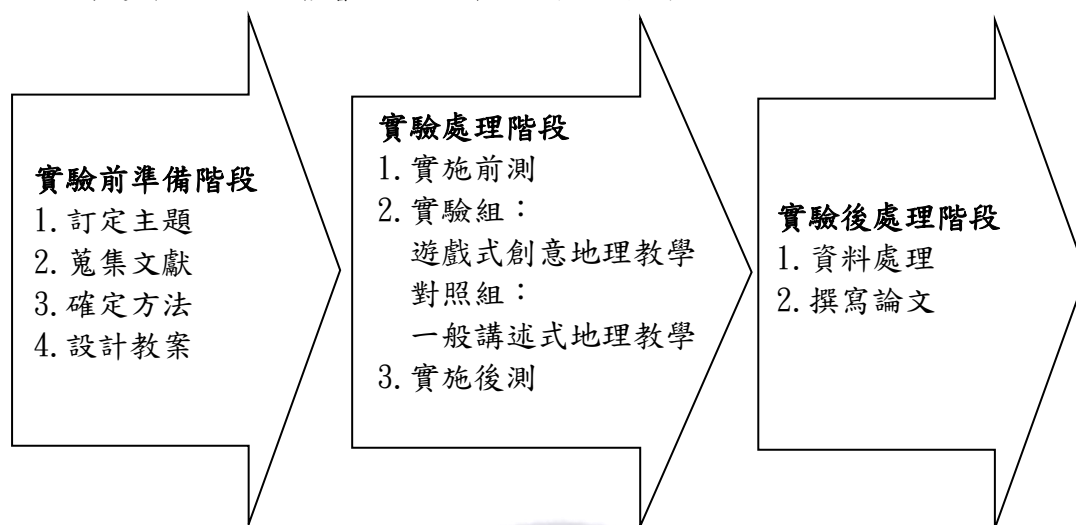 實驗前準備階段
1.訂定主題
2.蒐集文獻
3.確定方法
4.設計教案
實驗處理階段
1.實施前測
2.實驗組：
遊戲式創意地理教學
對照組：
一般講述式地理教學
3.實施後測
實驗後處理階段
1.資料處理
2.撰寫論文